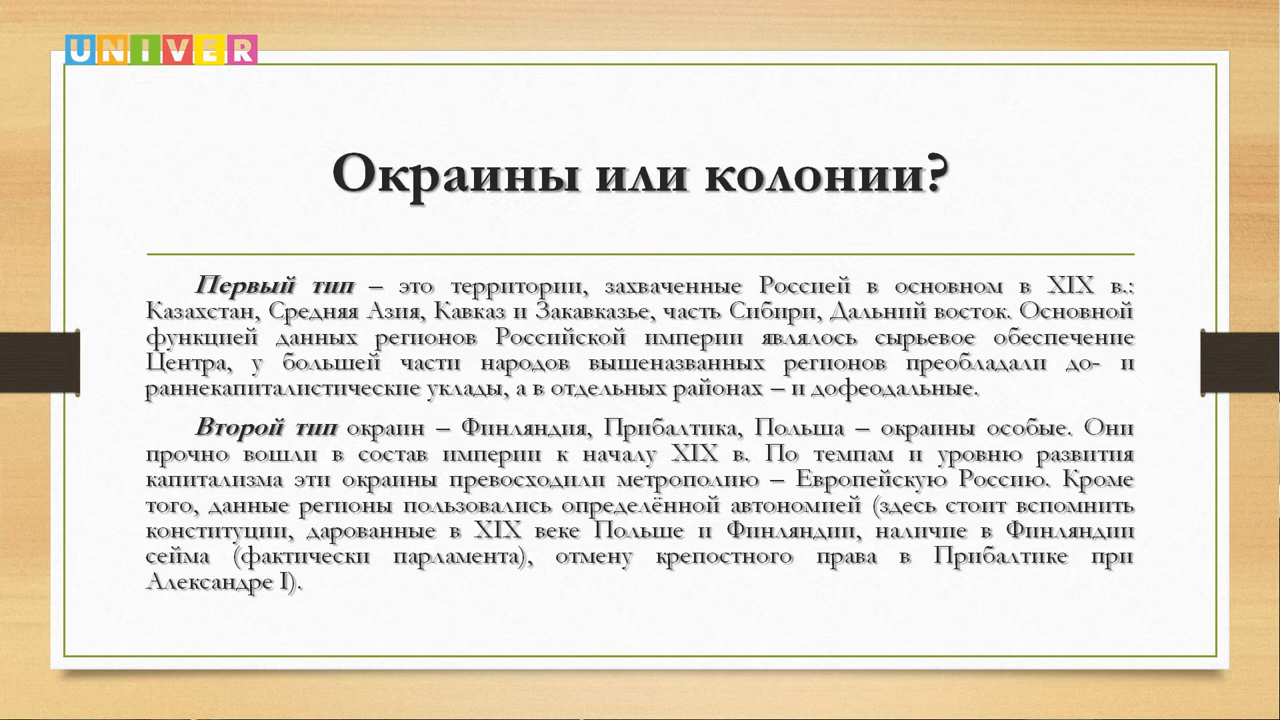 UNIVER
Окраины или колонии?
Первый тип – это территории, захваченные Россией в основном в XIX в.:
Казахстан, Средняя Азия, Кавказ и Закавказье, часть Сибири, Дальний восток. Основной
функцией данных регионов Российской империи являлось сырьевое обеспечение
Центра, у большей части народов вышеназванных регионов преобладали до- и
раннекапиталистические уклады, а в отдельных районах – и дофеодальные.
Второй тип окраин – Финляндия, Прибалтика, Польша – окраины особые. Они
прочно вошли в состав империи к началу XIX в. По темпам и уровню развития
капитализма эти окраины превосходили метрополию – Европейскую Россию. Кроме
того, данные регионы пользовались определённой автономией (здесь стоит вспомнить
конституции, дарованные в XIX веке Польше и Финляндии, наличие в Финляндии
сейма (фактически парламента), отмену крепостного права в Прибалтике при
Александре I).